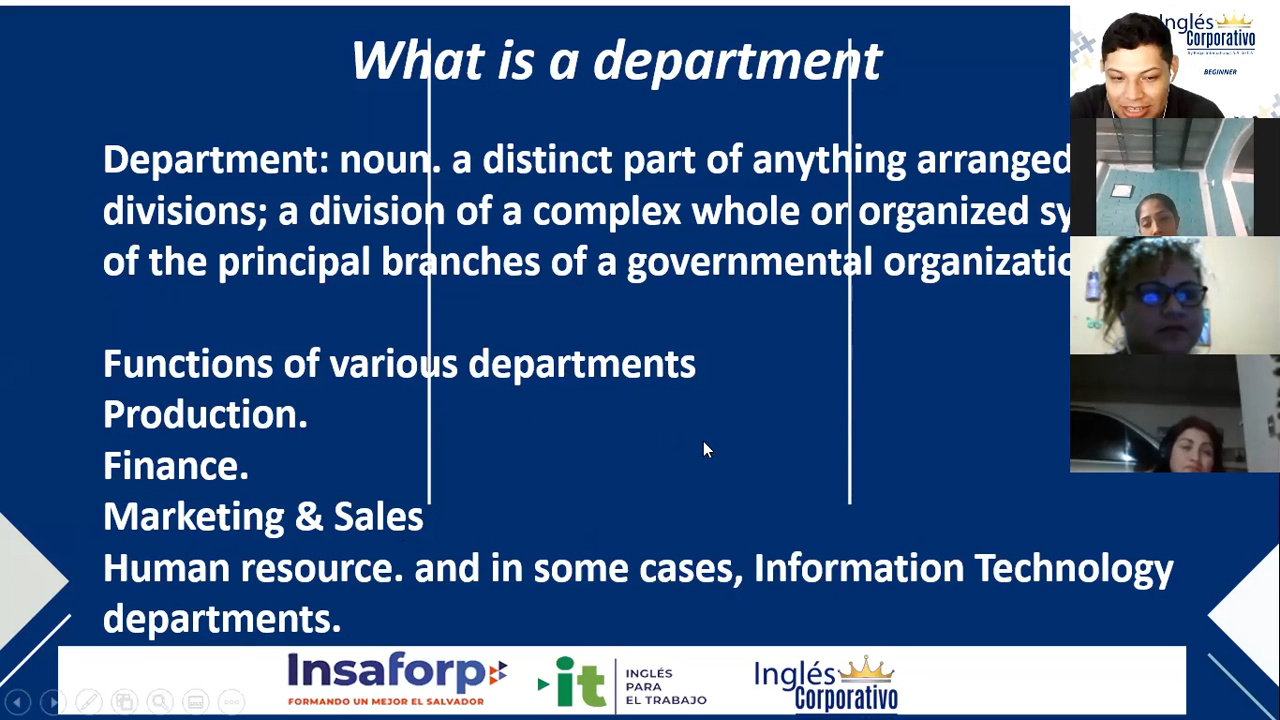 What is a department
Department: noun. a distinct part of anything arranged
divisions; a division of a complex whole or organized
of the principal branches of a governmental
Functions of various departments
Production.
Finance.
Marketing & Sales
Human resource. and in some cases, Information Technology
departments.
Insaforp
FORMANDO UN MEJOR EL SALVADOR
it
INGLÉS
PARA
EL TRABAJO
Inglés
Corporativo
Inglés
Corporativo
BEGINNER